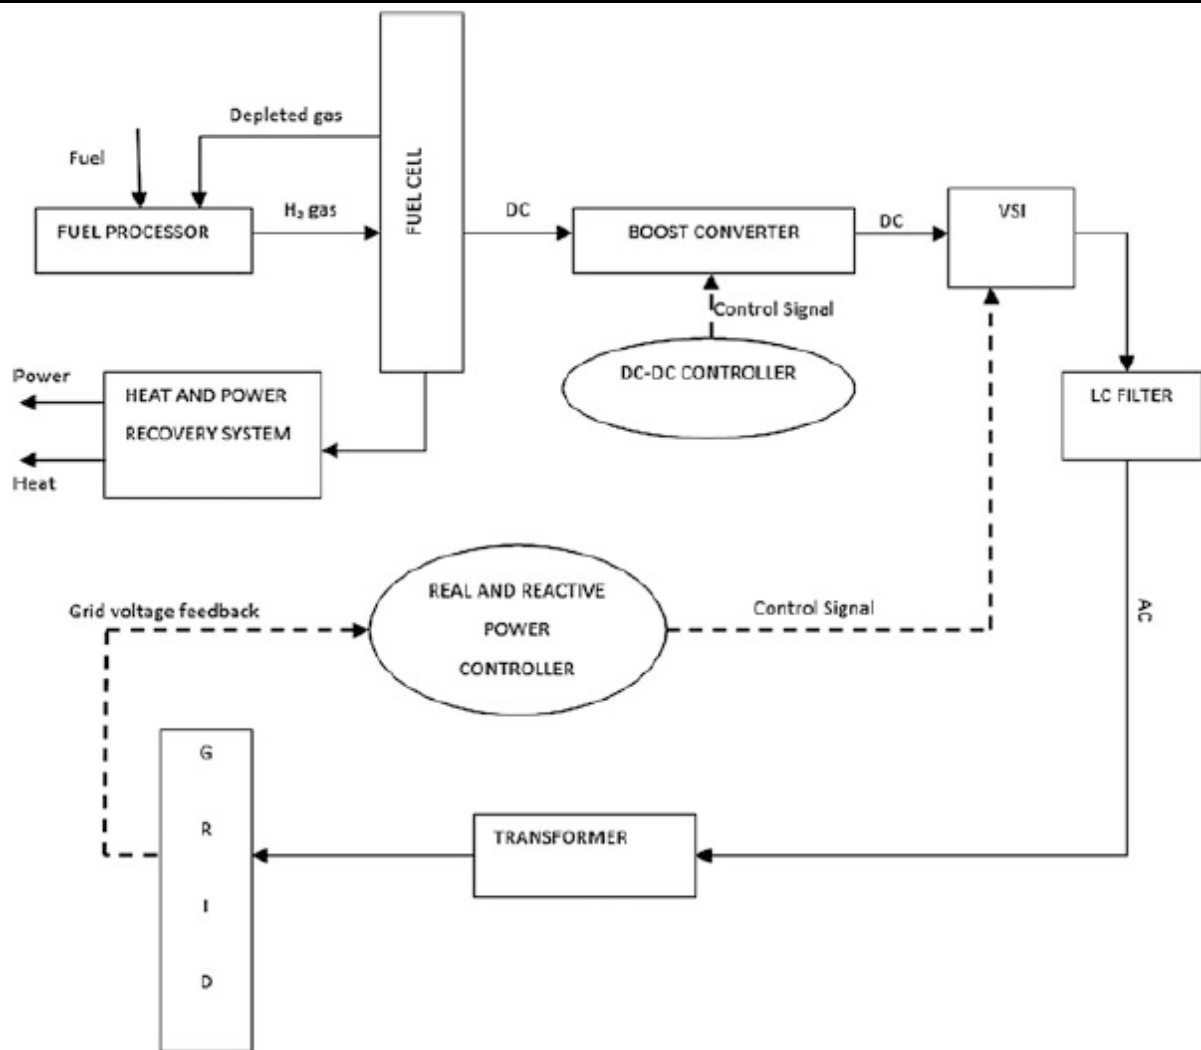 Depleted gas
Fuel
FUEL PROCESSOR
H₂ gas
FUEL CELL
DC
BOOST CONVERTER
DC
VSI
Control Signal
DC-DC CONTROLLER
LC FILTER
Power
HEAT AND POWER
RECOVERY SYSTEM
Heat
Grid voltage feedback
REAL AND REACTIVE
POWER
CONTROLLER
Control Signal
AC
G
R
I
D
TRANSFORMER